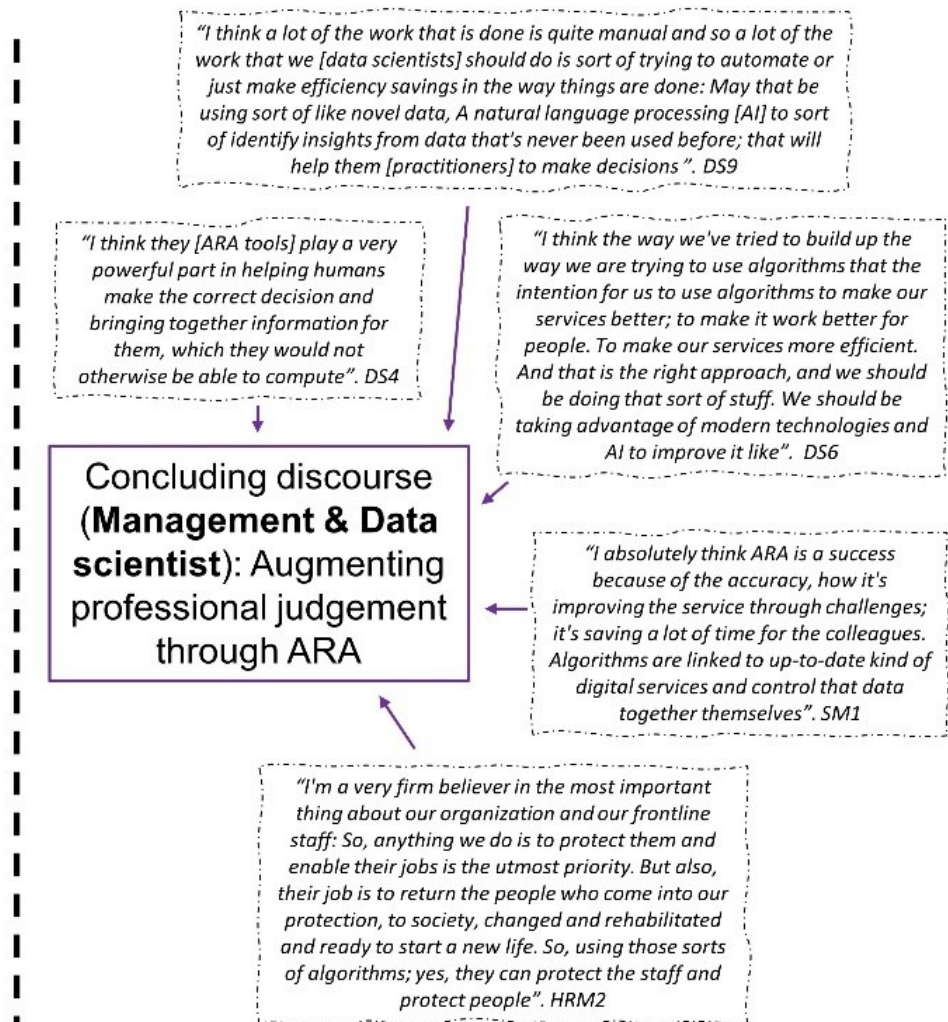 “I think a lot of the work that is done is quite manual and so a lot of the
work that we [data scientists] should do is sort of trying to automate or
just make efficiency savings in the way things are done: May that be
using sort of like novel data, A natural language processing [AI] to sort
of identify insights from data that's never been used before; that will
help them [practitioners] to make decisions ”. DS9
“I think they [ARA tools] play a very
powerful part in helping humans
make the correct decision and
bringing together information for
them, which they would not
otherwise be able to compute”. DS4
“I think the way we've tried to build up the
way we are trying to use algorithms that the
intention for us to use algorithms to make our
services better; to make it work better for
people. To make our services more efficient.
And that is the right approach, and we should
be doing that sort of stuff. We should be
taking advantage of modern technologies and
AI to improve it like”. DS6
Concluding discourse
(Management & Data
scientist): Augmenting
professional judgement
through ARA
“I absolutely think ARA is a success
because of the accuracy, how it's
improving the service through challenges;
it's saving a lot of time for the colleagues.
Algorithms are linked to up-to-date kind of
digital services and control that data
together themselves”. SM1
“I'm a very firm believer in the most important
thing about our organization and our frontline
staff: So, anything we do is to protect them and
enable their jobs is the utmost priority. But also,
their job is to return the people who come into our
protection, to society, changed and rehabilitated
and ready to start a new life. So, using those sorts
of algorithms; yes, they can protect the staff and
protect people”. HRM2